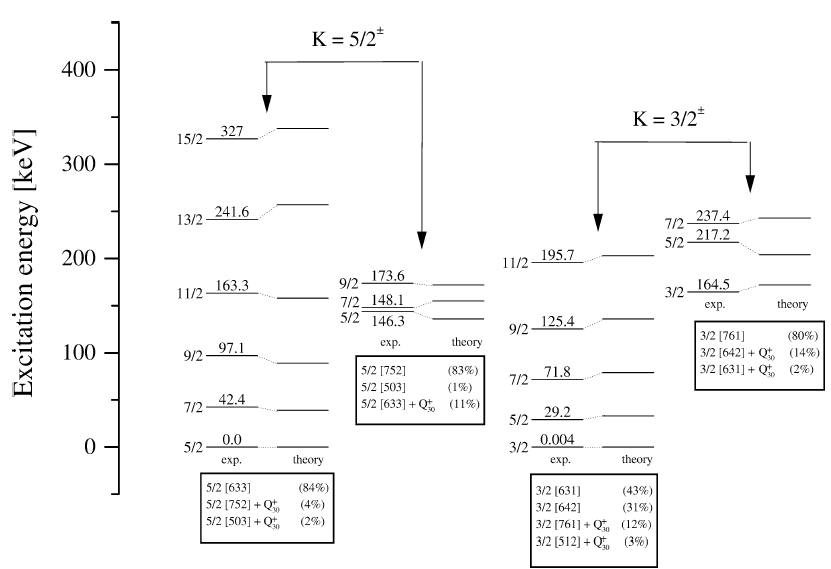 Excitation energy [keV]
400
300
200
100
0
K = 5/2±
15/2 327
13/2 241.6
11/2 163.3
9/2 97.1
7/2 42.4
5/2 0.0
exp. theory
5/2 [633] (84%)
5/2 [752] + Q₃₀⁺ (4%)
5/2 [503] + Q₃₀⁺ (2%)
9/2 173.6
7/2 148.1
5/2 146.3
exp. theory
5/2 [752] (83%)
5/2 [503] (1%)
5/2 [633] + Q₃₀⁺ (11%)
K = 3/2±
11/2 195.7
9/2 125.4
7/2 71.8
5/2 29.2
3/2 0.004
exp. theory
3/2 [631] (43%)
3/2 [642] (31%)
3/2 [761] + Q₃₀⁺ (12%)
3/2 [512] + Q₃₀⁺ (3%)
7/2 237.4
5/2 217.2
3/2 164.5
exp. theory
3/2 [761] (80%)
3/2 [642] + Q₃₀⁺ (14%)
3/2 [631] + Q₃₀⁺ (2%)